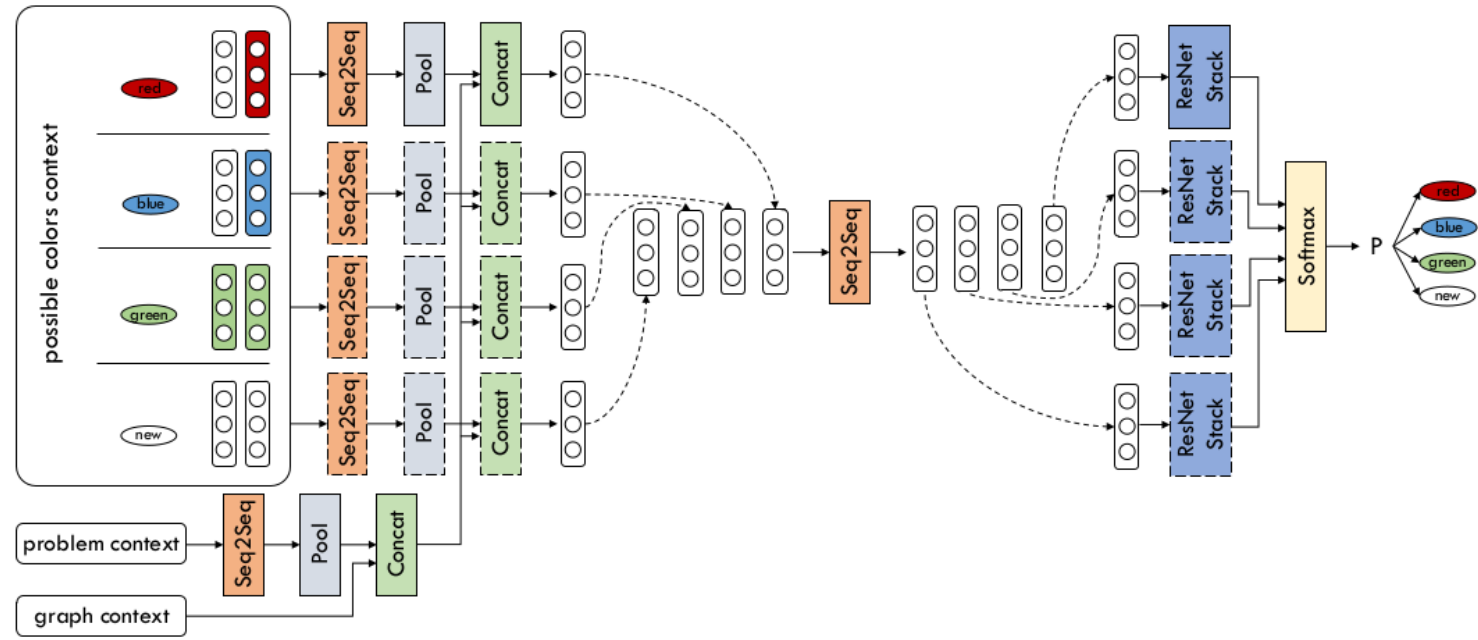 possible colors context
red
Seq2Seq
Pool
Concat
blue
Seq2Seq
Pool
Concat
green
Seq2Seq
Pool
Concat
new
Seq2Seq
Pool
Concat
problem context
Seq2Seq
Pool
Concat
graph context
Seq2Seq
ResNet
Stack
ResNet
Stack
ResNet
Stack
ResNet
Stack
Softmax
P
red
blue
green
new